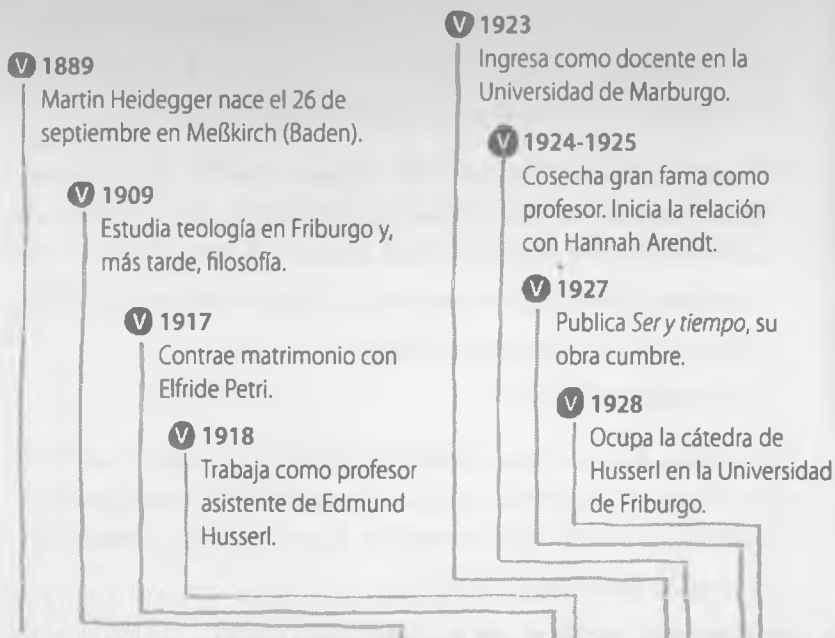 V 1889
Martin Heidegger nace el 26 de
septiembre en Meßkirch (Baden).
V 1909
Estudia teología en Friburgo y,
más tarde, filosofía.
V 1917
Contrae matrimonio con
Elfride Petri.
V 1918
Trabaja como profesor
asistente de Edmund
Husserl.
V 1923
Ingresa como docente en la
Universidad de Marburgo.
V 1924-1925
Cosecha gran fama como
profesor. Inicia la relación
con Hannah Arendt.
V 1927
Publica Ser y tiempo, su
obra cumbre.
V 1928
Ocupa la cátedra de
Husserl en la Universidad
de Friburgo.